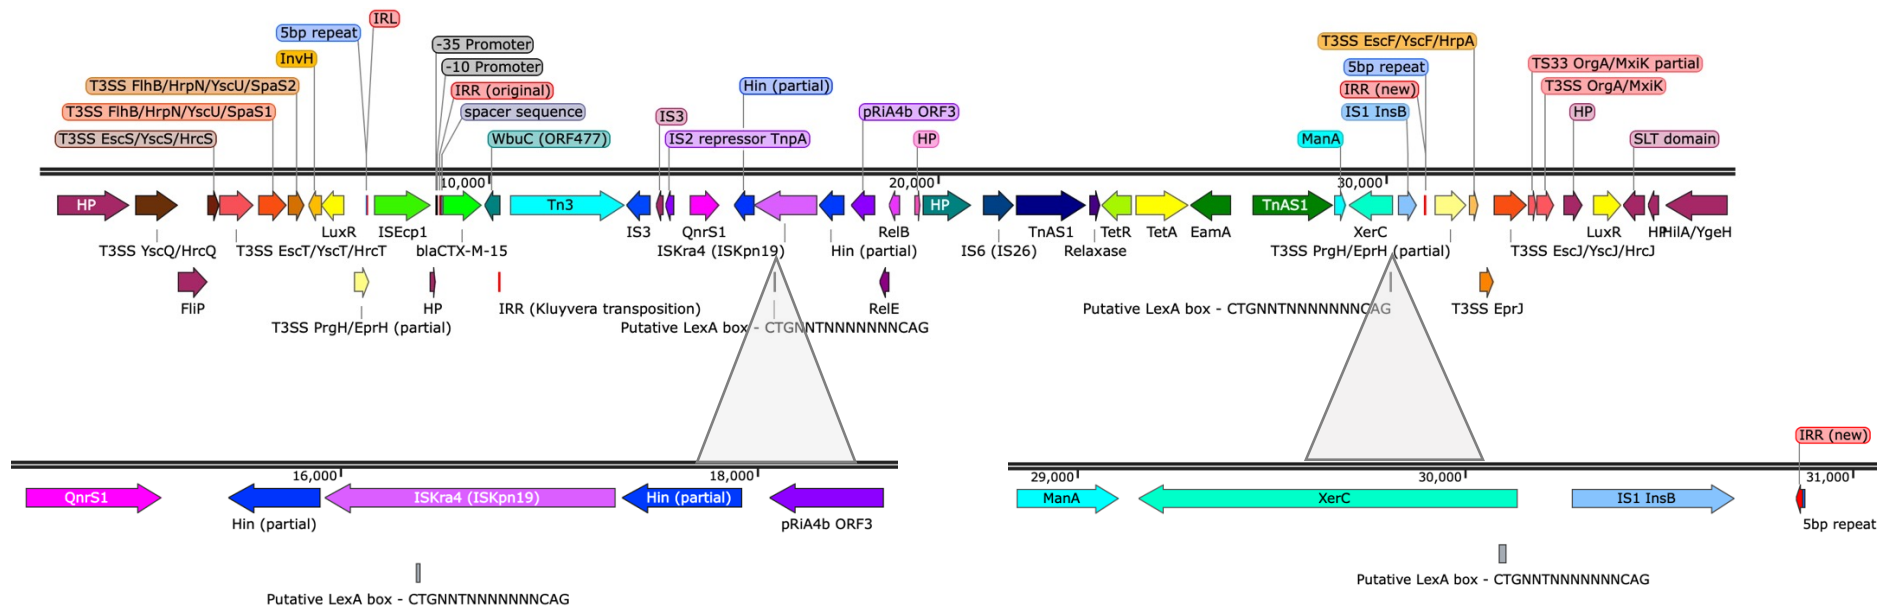 IRL
5bp repeat
-35 Promoter
T3SS EscF/YscF/HrpA
InvH
-10 Promoter
5bp repeat
TS33 OrgA/MxiK partial
T3SS FlhB/HrpN/YscU/SpaS2
IRR (original)
Hin (partial)
IRR (new)
T3SS OrgA/MxiK
T3SS FlhB/HrpN/YscU/SpaS1
spacer sequence
IS3
pRiA4b ORF3
IS1 InsB
HP
T3SS EscS/YscS/HrcS
WbuC (ORF477)
IS2 repressor TnpA
HP
ManA
SLT domain
10,000
20,000
30,000
HP
Tn3
HP
TnAS1
LuxR
ISEcp1
IS3
QnrS1
RelB
TnAS1
TetR
TetA
EamA
XerC
LuxR
HP
HilA/YgeH
T3SS YscQ/HrcQ
T3SS EscT/YscT/HrcT
blaCTX-M-15
ISKra4 (ISKpn19)
Hin (partial)
IS6 (IS26)
Relaxase
T3SS PrgH/EprH (partial)
T3SS EscJ/YscJ/HrcJ
FliP
HP
IRR (Kluyvera transposition)
RelE
Putative LexA box - CTGNNTNNNNNNNCAG
T3SS EprJ
T3SS PrgH/EprH (partial)
Putative LexA box - CTGNNTNNNNNNNCAG
IRR (new)
16,000
18,000
29,000
30,000
31,000
QnrS1
ISKra4 (ISKpn19)
Hin (partial)
ManA
XerC
IS1 InsB
Hin (partial)
pRiA4b ORF3
5bp repeat
Putative LexA box - CTGNNTNNNNNNNCAG
Putative LexA box - CTGNNTNNNNNNNCAG